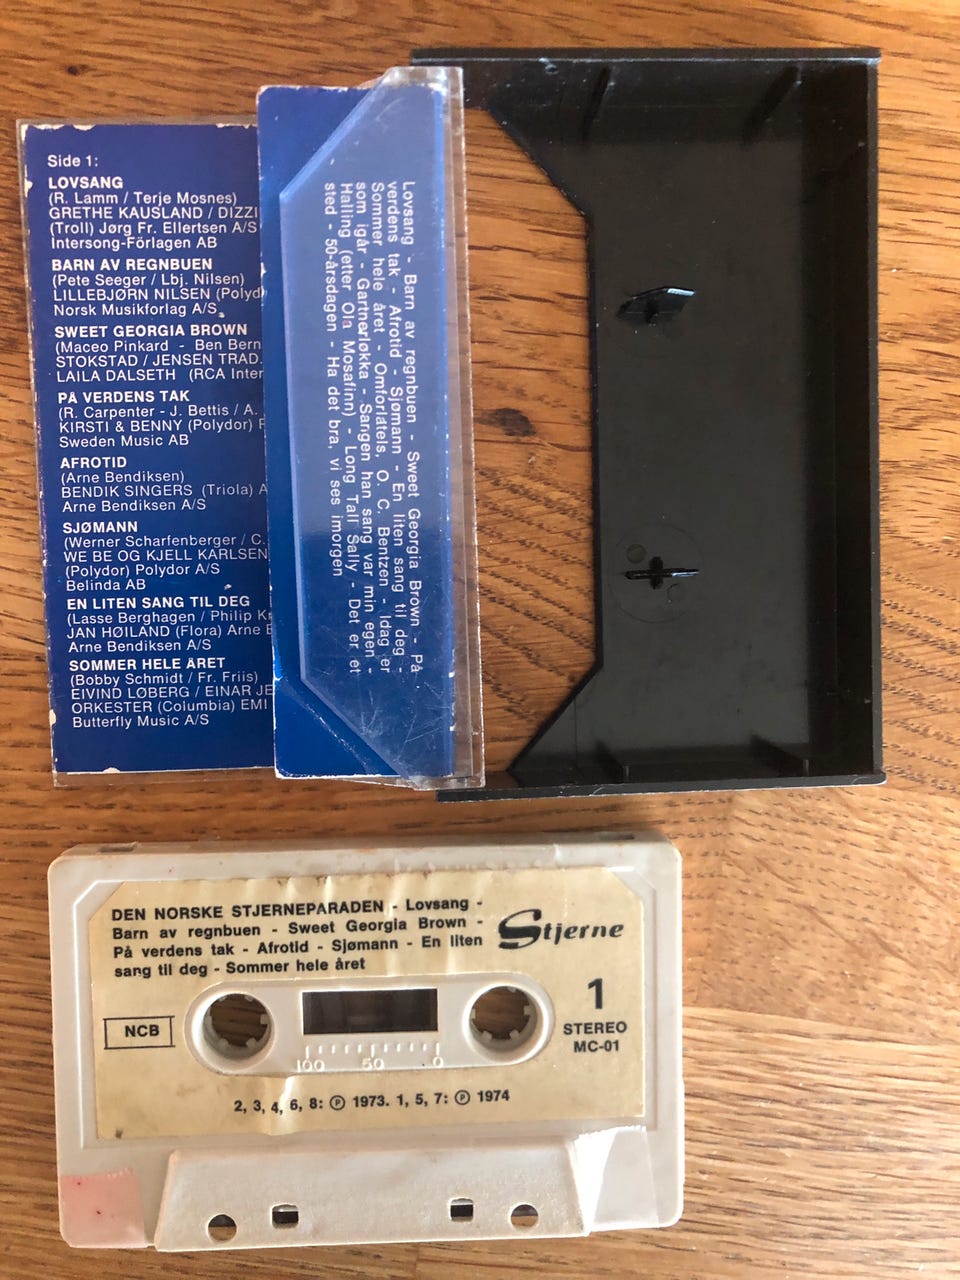 Side 1:
LOVSANG
(R. Lamm / Terje Mosnes)
GRETHE KAUSLAND / DIZZI
(Troll) Jørg Fr. Ellertsen A/S
Intersong-Förlagen AB
BARN AV REGNBUEN
(Pete Seeger / Lbj. Nilsen)
LILLEBJØRN NILSEN (Polyd
Norsk Musikforlag A/S
SWEET GEORGIA BROWN
(Maceo Pinkard - Ben Bern
STOKSTAD / JENSEN TRAD.
LAILA DALSETH (RCA Inter
PÅ VERDENS TAK
(R. Carpenter - J. Bettis / A.
KIRSTI & BENNY (Polydor)
Sweden Music AB
AFROTID
(Arne Bendiksen)
BENDIK SINGERS (Triola) A
Arne Bendiksen A/S
SJØMANN
(Werner Scharfenberger / C.
WE BE OG KJELL KARLSEN
(Polydor) Polydor A/S
Belinda AB
EN LITEN SANG TIL DEG
(Lasse Berghagen / Philip Kr
JAN HØILAND (Flora) Arne B
Arne Bendiksen A/S
SOMMER HELE ÅRET
(Bobby Schmidt / Fr. Friis)
EIVIND LØBERG / EINAR JE
ORKESTER (Columbia) EMI
Butterfly Music A/S
Lovsang - Barn av regnbuen - Sweet Georgia Brown - På
verdens tak - Afrotid - Sjømann - En liten sang til deg -
Sommer hele året - Omforlatels, O. C. Bentzen - Idag er
som igår - Gartnerløkka - Sangen han sang var min egen -
Halling (etter Ola Mosafinn) - Long Tall Sally - Det er et
sted - 50-årsdagen - Ha det bra, vi ses imorgen
DEN NORSKE STJERNEPARADEN - Lovsang -
Barn av regnbuen - Sweet Georgia Brown -
På verdens tak - Afrotid - Sjømann - En liten
sang til deg - Sommer hele året
Stjerne
NCB
1
STEREO
MC-01
100 50 0
2, 3, 4, 6, 8: ℗ 1973. 1, 5, 7: ℗ 1974